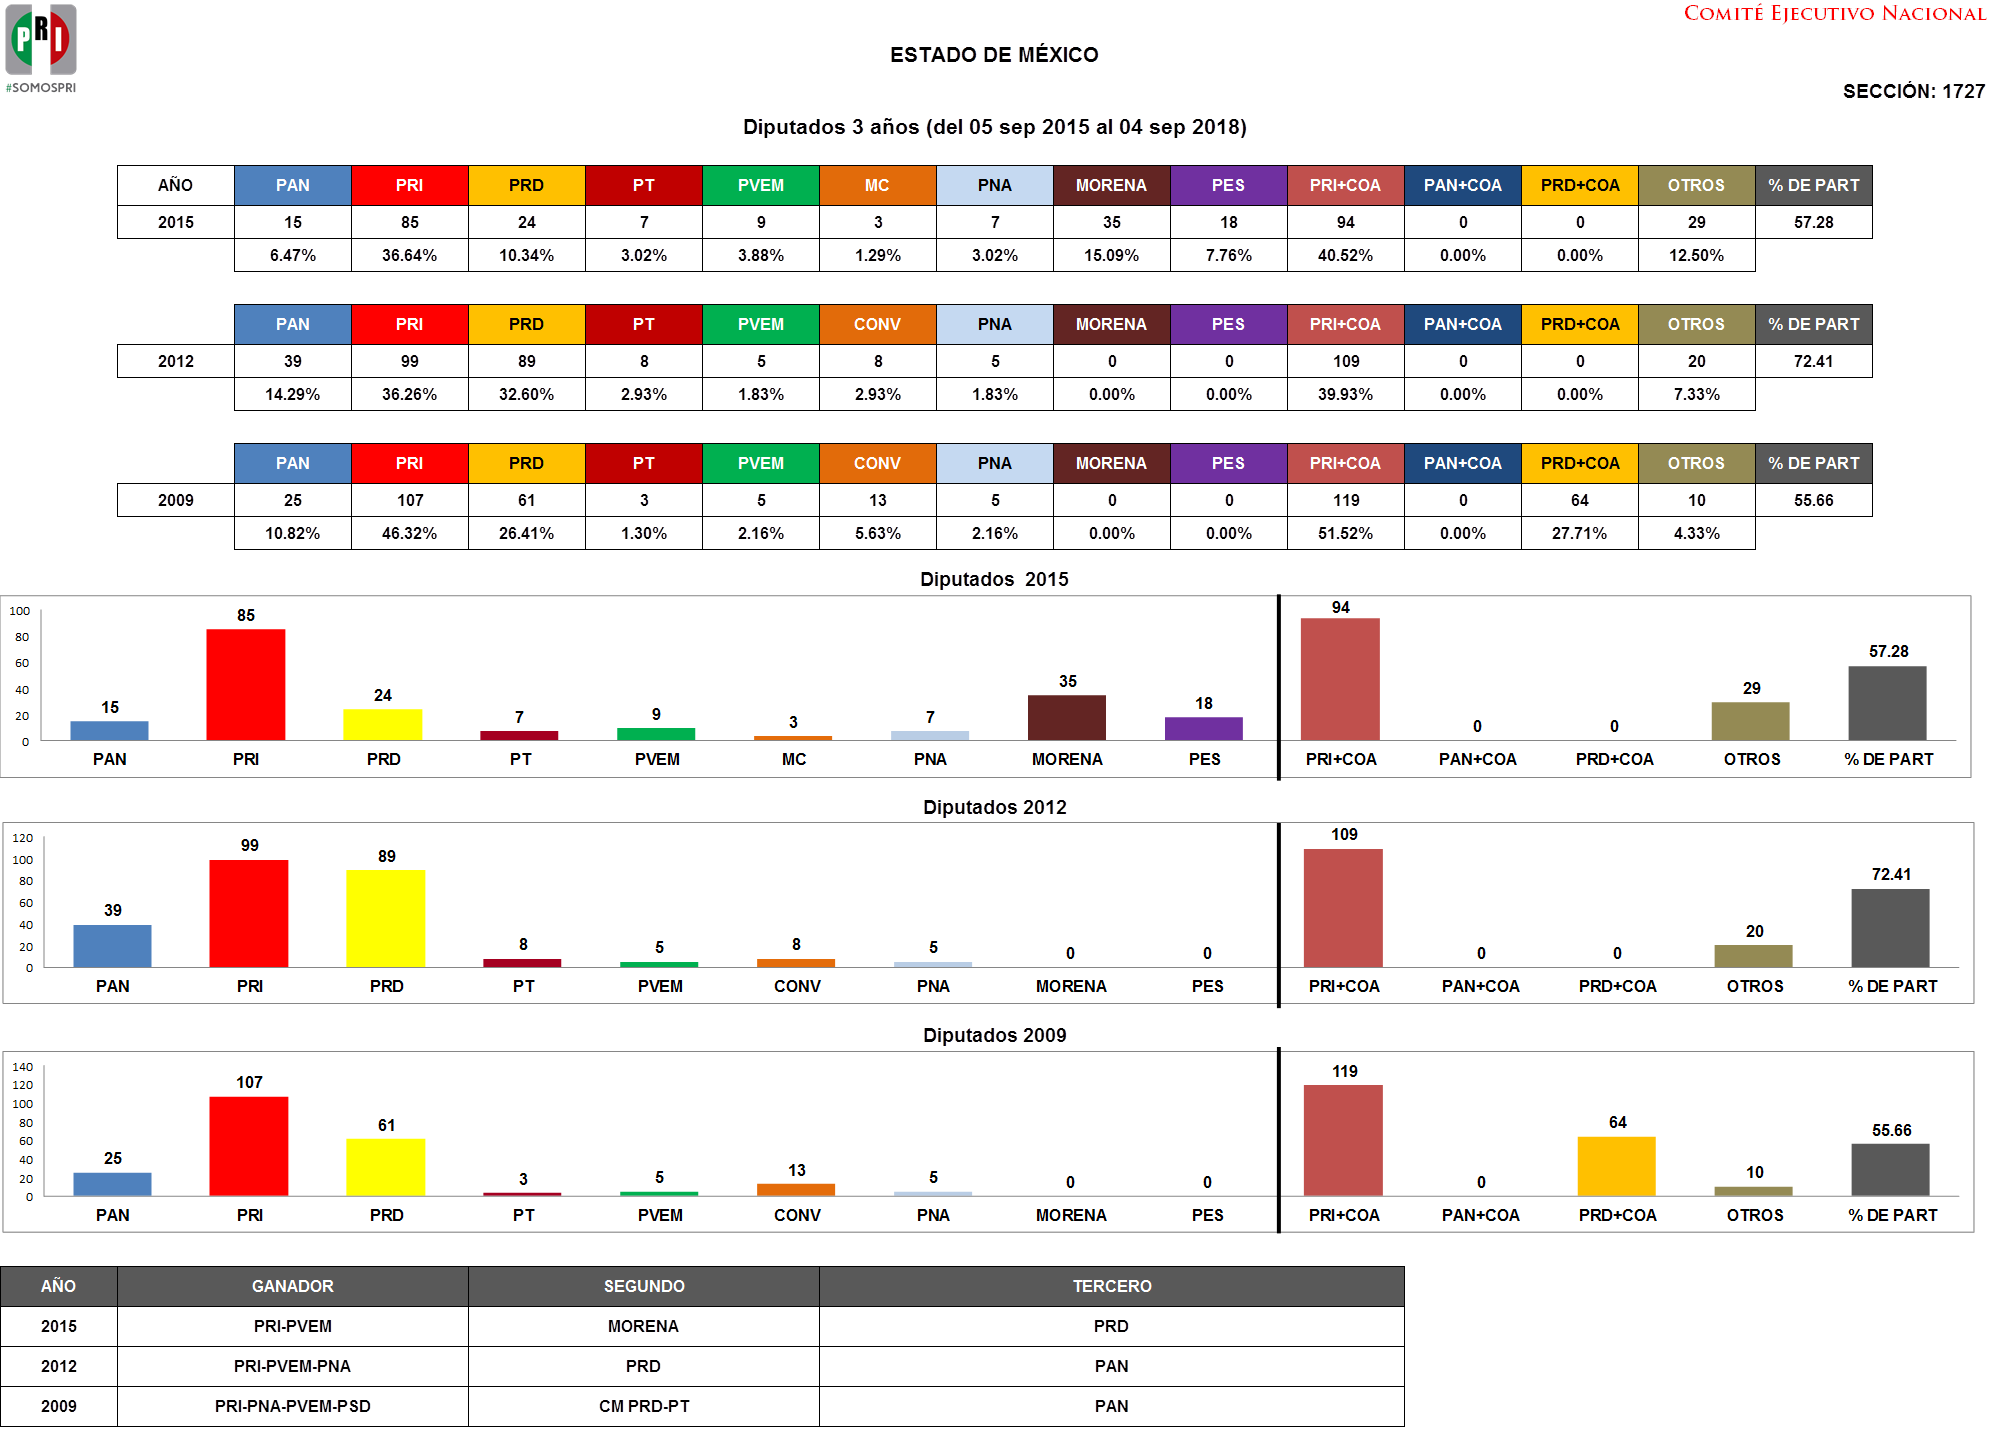 PRI
#SOMOSPRI
COMITÉ EJECUTIVO NACIONAL
ESTADO DE MÉXICO
SECCIÓN: 1727
Diputados 3 años (del 05 sep 2015 al 04 sep 2018)
AÑO PAN PRI PRD PT PVEM MC PNA MORENA PES PRI+COA PAN+COA PRD+COA OTROS % DE PART
2015 15 85 24 7 9 3 7 35 18 94 0 0 29 57.28
6.47% 36.64% 10.34% 3.02% 3.88% 1.29% 3.02% 15.09% 7.76% 40.52% 0.00% 0.00% 12.50%
PAN PRI PRD PT PVEM CONV PNA MORENA PES PRI+COA PAN+COA PRD+COA OTROS % DE PART
2012 39 99 89 8 5 8 5 0 0 109 0 0 20 72.41
14.29% 36.26% 32.60% 2.93% 1.83% 2.93% 1.83% 0.00% 0.00% 39.93% 0.00% 0.00% 7.33%
PAN PRI PRD PT PVEM CONV PNA MORENA PES PRI+COA PAN+COA PRD+COA OTROS % DE PART
2009 25 107 61 3 5 13 5 0 0 119 0 64 10 55.66
10.82% 46.32% 26.41% 1.30% 2.16% 5.63% 2.16% 0.00% 0.00% 51.52% 0.00% 27.71% 4.33%
Diputados 2015
100
80
60
40
20
0
15 85 24 7 9 3 7 35 18 94 0 0 29 57.28
PAN PRI PRD PT PVEM MC PNA MORENA PES PRI+COA PAN+COA PRD+COA OTROS % DE PART
Diputados 2012
120
100
80
60
40
20
0
39 99 89 8 5 8 5 0 0 109 0 0 20 72.41
PAN PRI PRD PT PVEM CONV PNA MORENA PES PRI+COA PAN+COA PRD+COA OTROS % DE PART
Diputados 2009
140
120
100
80
60
40
20
0
25 107 61 3 5 13 5 0 0 119 0 64 10 55.66
PAN PRI PRD PT PVEM CONV PNA MORENA PES PRI+COA PAN+COA PRD+COA OTROS % DE PART
AÑO GANADOR SEGUNDO TERCERO
2015 PRI-PVEM MORENA PRD
2012 PRI-PVEM-PNA PRD PAN
2009 PRI-PNA-PVEM-PSD CM PRD-PT PAN